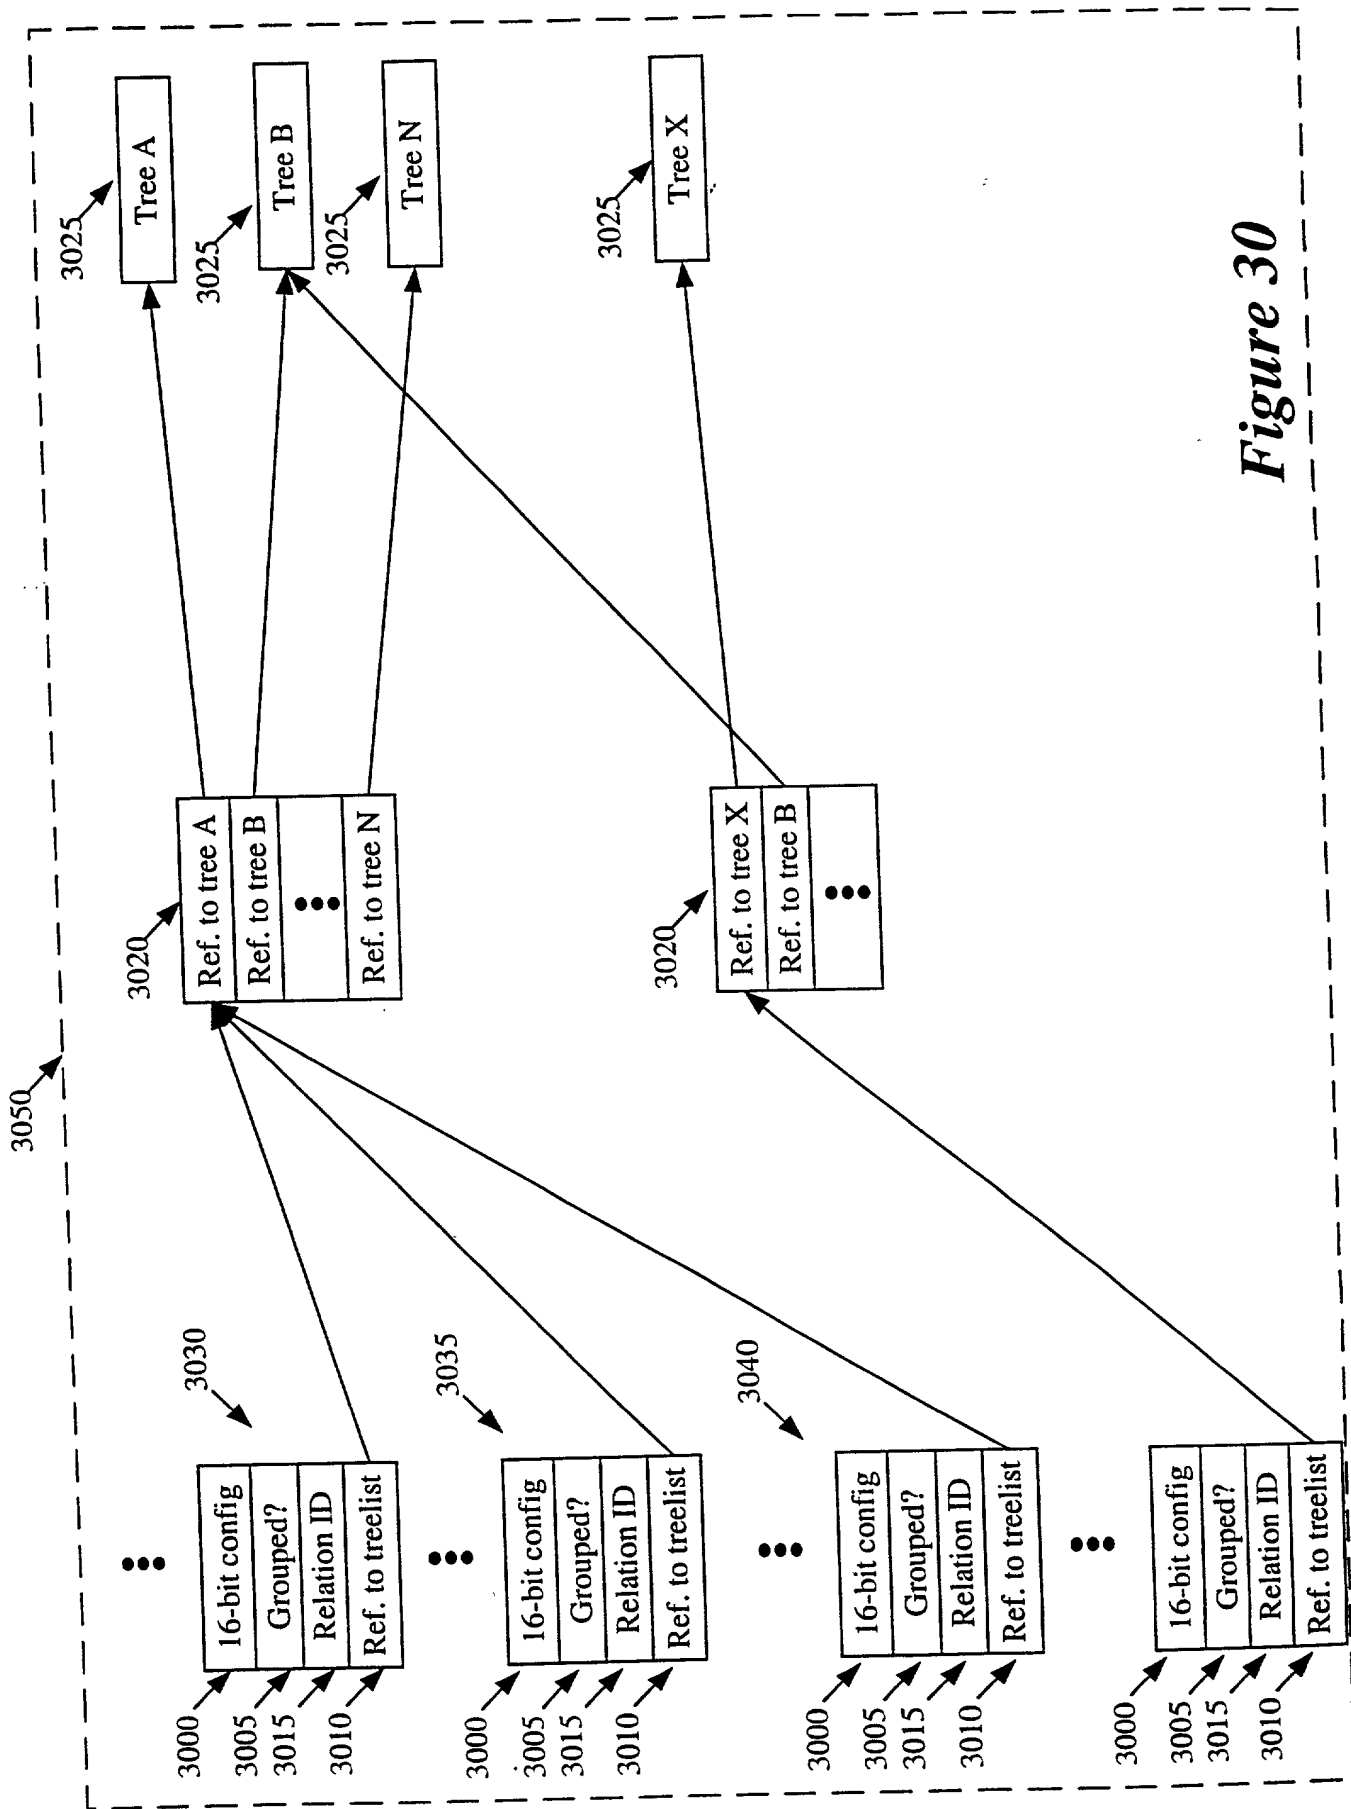 3050
3000
3005
3015
3010
16-bit config
Grouped?
Relation ID
Ref. to treelist
3030
3020
Ref. to tree A
Ref. to tree B
Ref. to tree N
3025
Tree A
3025
Tree B
3025
Tree N
3000
3005
3015
3010
16-bit config
Grouped?
Relation ID
Ref. to treelist
3035
3020
Ref. to tree X
Ref. to tree B
3025
Tree X
3000
3005
3015
3010
16-bit config
Grouped?
Relation ID
Ref. to treelist
3040
3000
3005
3015
3010
16-bit config
Grouped?
Relation ID
Ref. to treelist
Figure 30